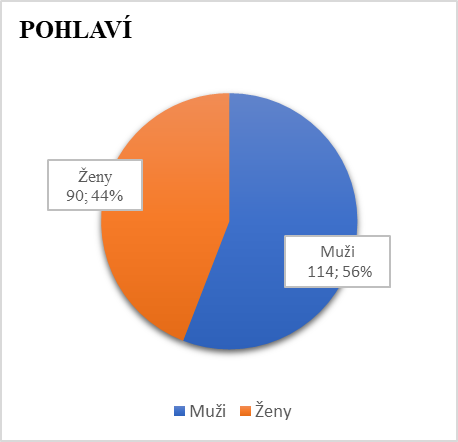 POHLAVÍ
Ženy
90; 44%
Muži
114; 56%
Muži
Ženy